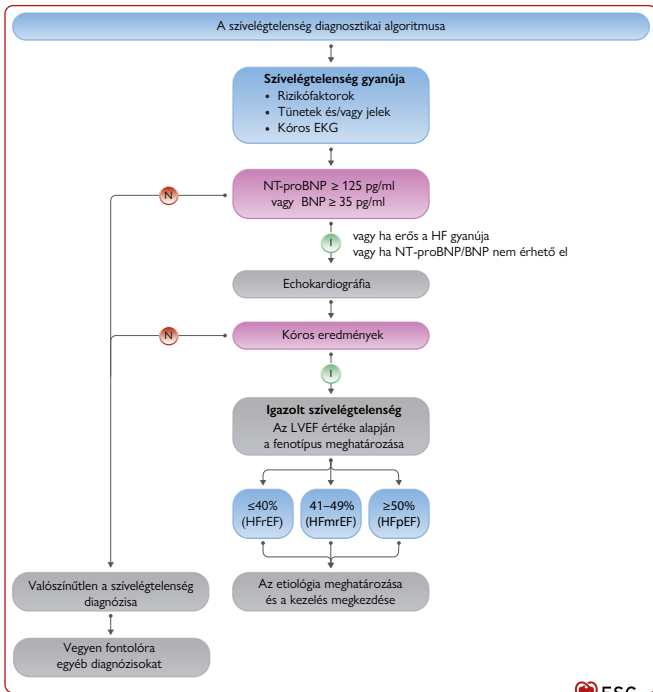 A szívelégtelenség diagnosztikai algoritmusa
Szívelégtelenség gyanúja
• Rizikófaktorok
• Tünetek és/vagy jelek
• Kóros EKG
N
NT-proBNP ≥ 125 pg/ml
vagy BNP ≥ 35 pg/ml
I
vagy ha erős a HF gyanúja
vagy ha NT-proBNP/BNP nem érhető el
Echokardiográfia
N
Kóros eredmények
I
Igazolt szívelégtelenség
Az LVEF értéke alapján
a fenotípus meghatározása
≤40%
(HFrEF)
41–49%
(HFmrEF)
≥50%
(HFpEF)
Valószínűtlen a szívelégtelenség
diagnózisa
Az etiológia meghatározása
és a kezelés megkezdése
Vegyen fontolóra
egyéb diagnózisokat
ESC